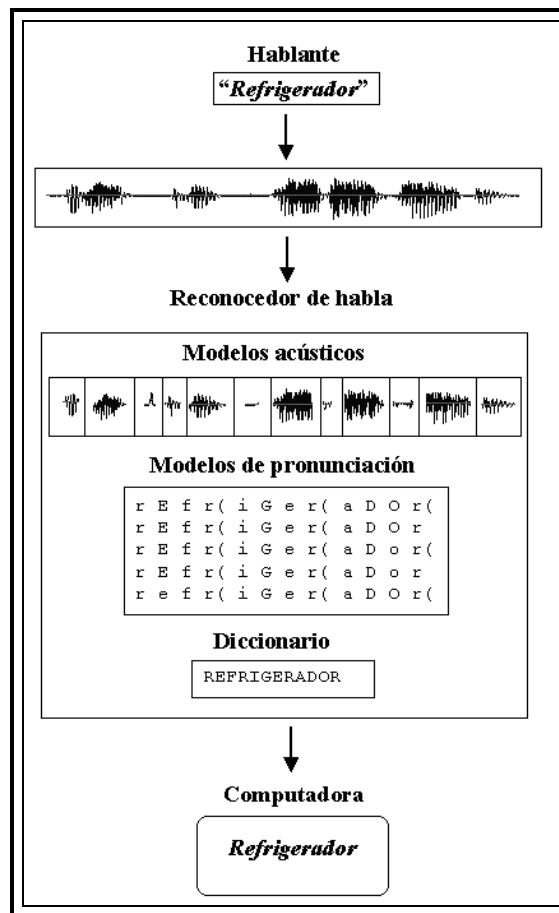 Hablante
“Refrigerador”
Reconocedor de habla
Modelos acústicos
Modelos de pronunciación
r E f r( i G e r( a D O r(
r E f r( i G e r( a D O r
r E f r( i G e r( a D o r(
r E f r( i G e r( a D o r
r e f r( i G e r( a D O r(
Diccionario
REFRIGERADOR
Computadora
Refrigerador